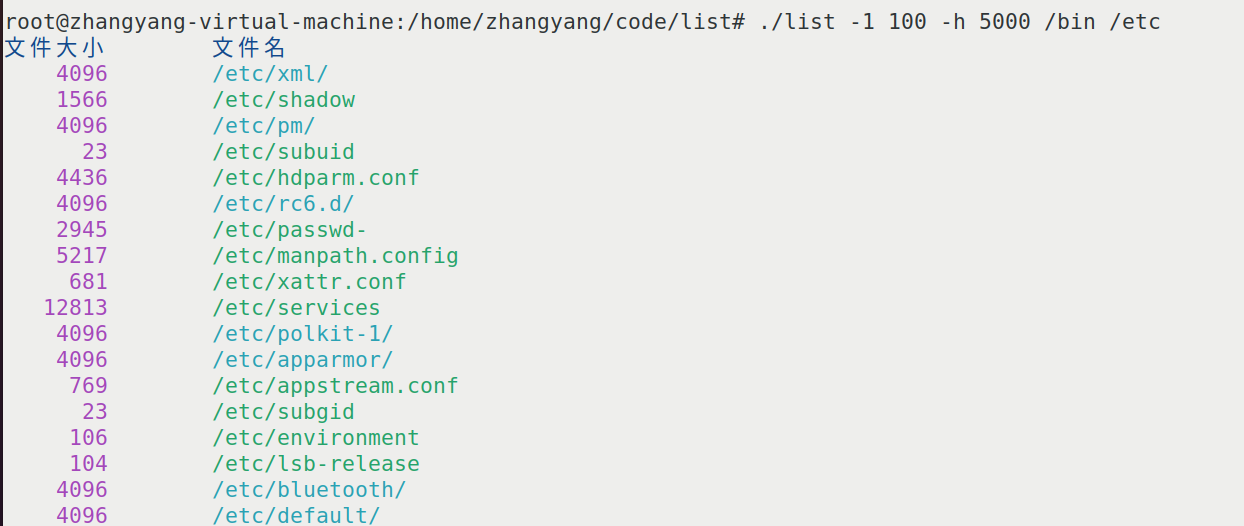 root@zhangyang-virtual-machine:/home/zhangyang/code/list# ./list -1 100 -h 5000 /bin /etc
文件大小 文件名
4096 /etc/xml/
1566 /etc/shadow
4096 /etc/pm/
23 /etc/subuid
4436 /etc/hdparm.conf
4096 /etc/rc6.d/
2945 /etc/passwd-
5217 /etc/manpath.config
681 /etc/xattr.conf
12813 /etc/services
4096 /etc/polkit-1/
4096 /etc/apparmor/
769 /etc/appstream.conf
23 /etc/subgid
106 /etc/environment
104 /etc/lsb-release
4096 /etc/bluetooth/
4096 /etc/default/